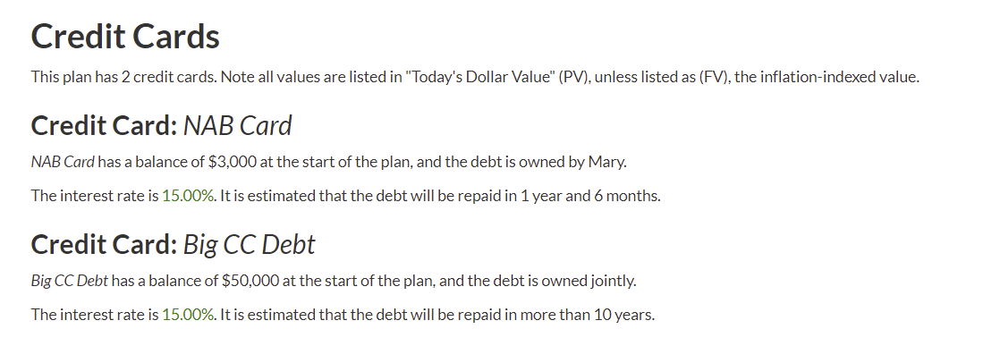 Credit Cards
This plan has 2 credit cards. Note all values are listed in "Today's Dollar Value" (PV), unless listed as (FV), the inflation-indexed value.
Credit Card: NAB Card
NAB Card has a balance of $3,000 at the start of the plan, and the debt is owned by Mary.
The interest rate is 15.00%. It is estimated that the debt will be repaid in 1 year and 6 months.
Credit Card: Big CC Debt
Big CC Debt has a balance of $50,000 at the start of the plan, and the debt is owned jointly.
The interest rate is 15.00%. It is estimated that the debt will be repaid in more than 10 years.